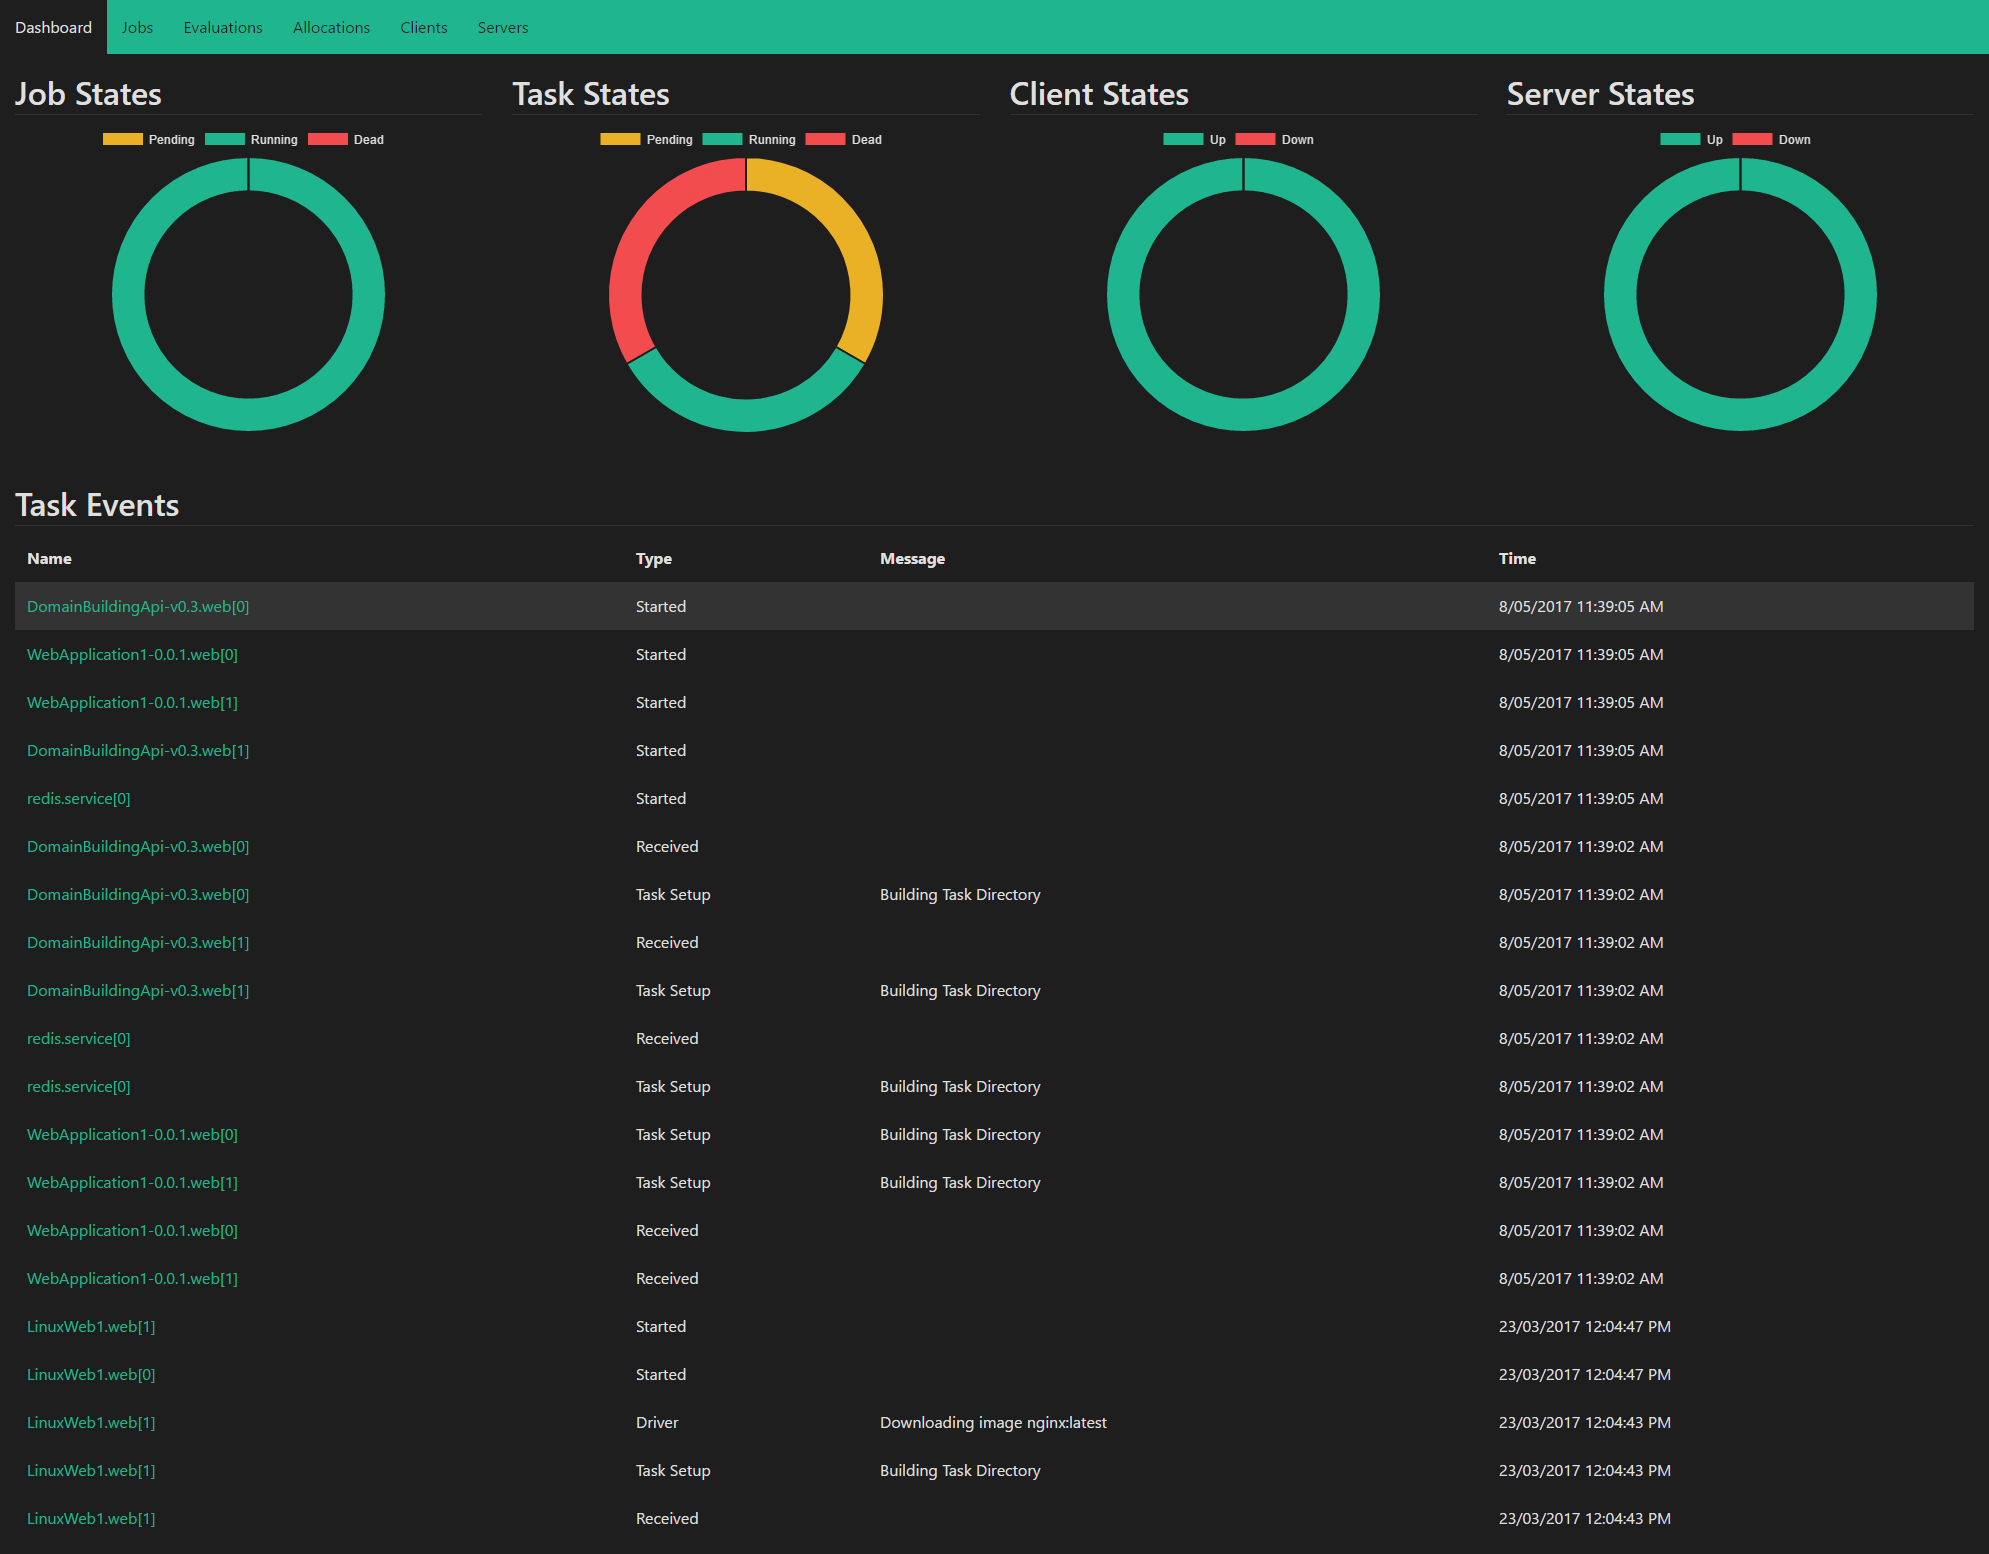 Dashboard Jobs Evaluations Allocations Clients Servers
Job States Task States Client States Server States
Pending Running Dead Pending Running Dead Up Down Up Down
Task Events
Name Type Message Time
DomainBuildingApi-v0.3.web[0] Started 8/05/2017 11:39:05 AM
WebApplication1-0.0.1.web[0] Started 8/05/2017 11:39:05 AM
WebApplication1-0.0.1.web[1] Started 8/05/2017 11:39:05 AM
DomainBuildingApi-v0.3.web[1] Started 8/05/2017 11:39:05 AM
redis.service[0] Started 8/05/2017 11:39:05 AM
DomainBuildingApi-v0.3.web[0] Received 8/05/2017 11:39:02 AM
DomainBuildingApi-v0.3.web[0] Task Setup Building Task Directory 8/05/2017 11:39:02 AM
DomainBuildingApi-v0.3.web[1] Received 8/05/2017 11:39:02 AM
DomainBuildingApi-v0.3.web[1] Task Setup Building Task Directory 8/05/2017 11:39:02 AM
redis.service[0] Received 8/05/2017 11:39:02 AM
redis.service[0] Task Setup Building Task Directory 8/05/2017 11:39:02 AM
WebApplication1-0.0.1.web[0] Task Setup Building Task Directory 8/05/2017 11:39:02 AM
WebApplication1-0.0.1.web[1] Task Setup Building Task Directory 8/05/2017 11:39:02 AM
WebApplication1-0.0.1.web[0] Received 8/05/2017 11:39:02 AM
WebApplication1-0.0.1.web[1] Received 8/05/2017 11:39:02 AM
LinuxWeb1.web[1] Started 23/03/2017 12:04:47 PM
LinuxWeb1.web[0] Started 23/03/2017 12:04:47 PM
LinuxWeb1.web[1] Driver Downloading image nginx:latest 23/03/2017 12:04:43 PM
LinuxWeb1.web[1] Task Setup Building Task Directory 23/03/2017 12:04:43 PM
LinuxWeb1.web[1] Received 23/03/2017 12:04:43 PM